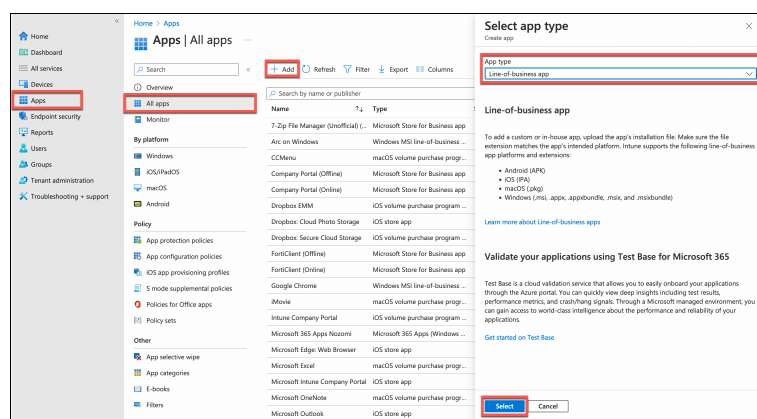 «
Home
Dashboard
All services
Devices
Apps
Endpoint security
Reports
Users
Groups
Tenant administration
Troubleshooting + support
Home > Apps
Apps | All apps ...
Search
«
Overview
All apps
Monitor
By platform
Windows
iOS/iPadOS
macOS
Android
Policy
App protection policies
App configuration policies
iOS app provisioning profiles
S mode supplemental policies
Policies for Office apps
Policy sets
Other
App selective wipe
App categories
E-books
Filters
+ Add Refresh Filter Export Columns
Search by name or publisher
Name ↑↓ Type
7-Zip File Manager (Unofficial) (... Microsoft Store for Business app
Arc on Windows Windows MSI line-of-business ...
CCMenu macOS volume purchase progr...
Company Portal (Offline) Microsoft Store for Business app
Company Portal (Online) Microsoft Store for Business app
Dropbox EMM iOS volume purchase program ...
Dropbox: Cloud Photo Storage iOS store app
Dropbox: Secure Cloud Storage iOS volume purchase program ...
FortiClient (Offline) Microsoft Store for Business app
FortiClient (Online) Microsoft Store for Business app
Google Chrome Windows MSI line-of-business ...
iMovie macOS volume purchase progr...
Intune Company Portal iOS volume purchase program ...
Microsoft 365 Apps Nozomi Microsoft 365 Apps (Windows ...
Microsoft Edge: Web Browser iOS store app
Microsoft Excel macOS volume purchase progr...
Microsoft Intune Company Portal iOS store app
Microsoft OneNote macOS volume purchase progr...
Microsoft Outlook iOS store app
Select app type
Create app
App type
Line-of-business app
Line-of-business app
To add a custom or in-house app, upload the app's installation file. Make sure the file
extension matches the app's intended platform. Intune supports the following line-of-business
app platforms and extensions:
• Android (APK)
• iOS (IPA)
• macOS (.pkg)
• Windows (.msi, .appx, .appxbundle, .msix, and .msixbundle)
Learn more about Line-of-business apps
Validate your applications using Test Base for Microsoft 365
Test Base is a cloud validation service that allows you to easily onboard your applications
through the Azure portal. You can quickly view deep insights including test results,
performance metrics, and crash/hang signals. Through a Microsoft managed environment, you
can gain access to world-class intelligence about the performance and reliability of your
applications.
Get started on Test Base
Select Cancel